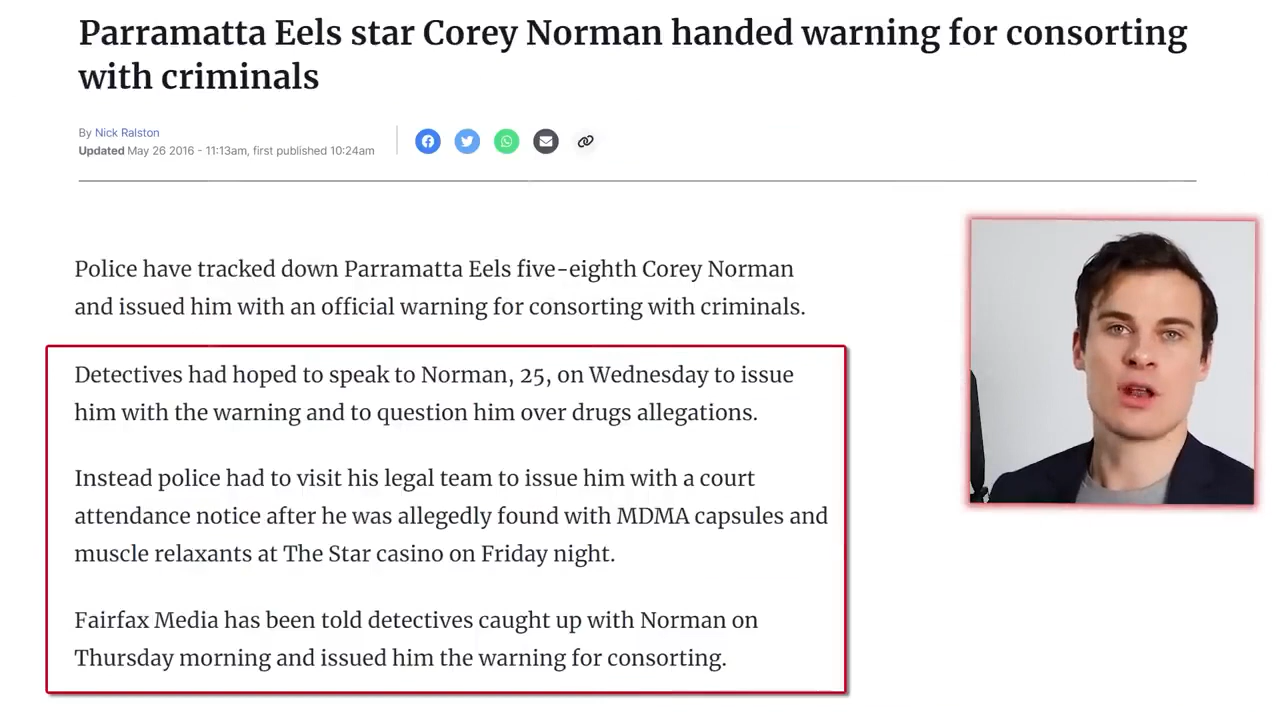 Parramatta Eels star Corey Norman handed warning for consorting
with criminals
By Nick Ralston
Updated May 26 2016 - 11:13am, first published 10:24am
Police have tracked down Parramatta Eels five-eighth Corey Norman
and issued him with an official warning for consorting with criminals.
Detectives had hoped to speak to Norman, 25, on Wednesday to issue
him with the warning and to question him over drugs allegations.
Instead police had to visit his legal team to issue him with a court
attendance notice after he was allegedly found with MDMA capsules and
muscle relaxants at The Star casino on Friday night.
Fairfax Media has been told detectives caught up with Norman on
Thursday morning and issued him the warning for consorting.